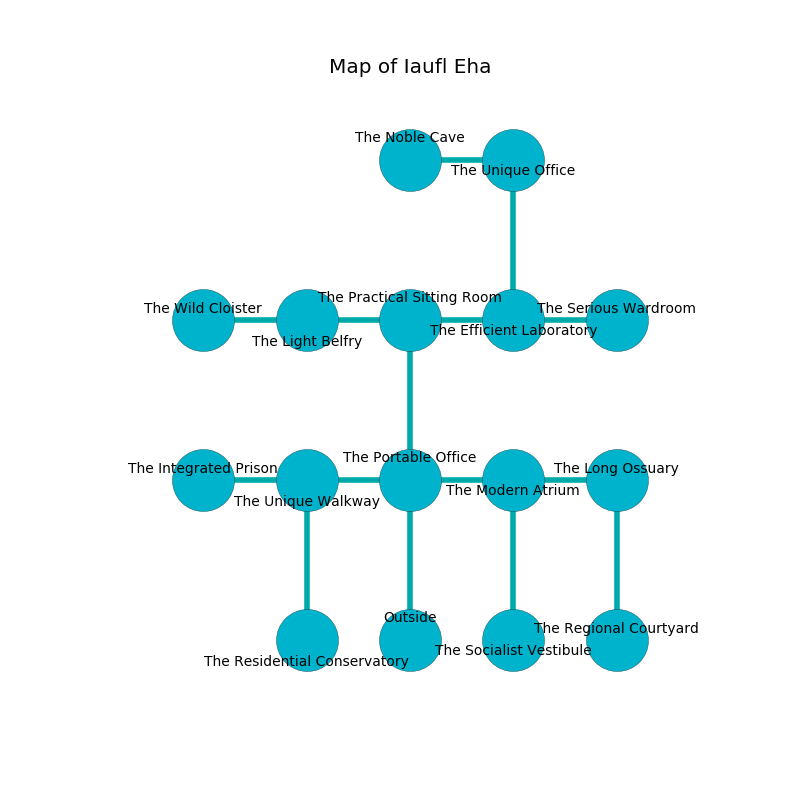 Map of Iaufl Eha
The Noble Cave
The Unique Office
The Practical Sitting Room
The Wild Cloister
The Serious Wardroom
The Efficient Laboratory
The Light Belfry
The Portable Office
The Integrated Prison
The Long Ossuary
The Modern Atrium
The Unique Walkway
Outside
The Regional Courtyard
The Socialist Vestibule
The Residential Conservatory